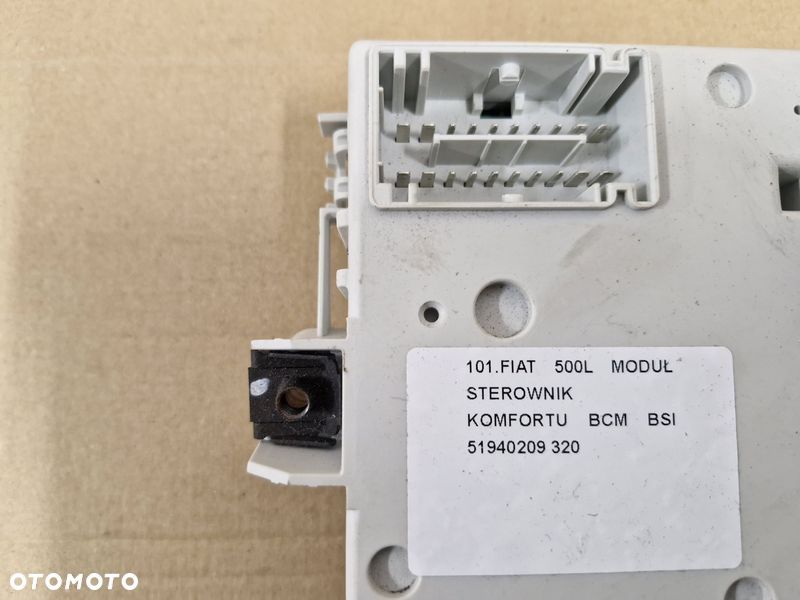 101.FIAT 500L MODUŁ
STEROWNIK
KOMFORTU BCM BSI
51940209 320
OTOMOTO